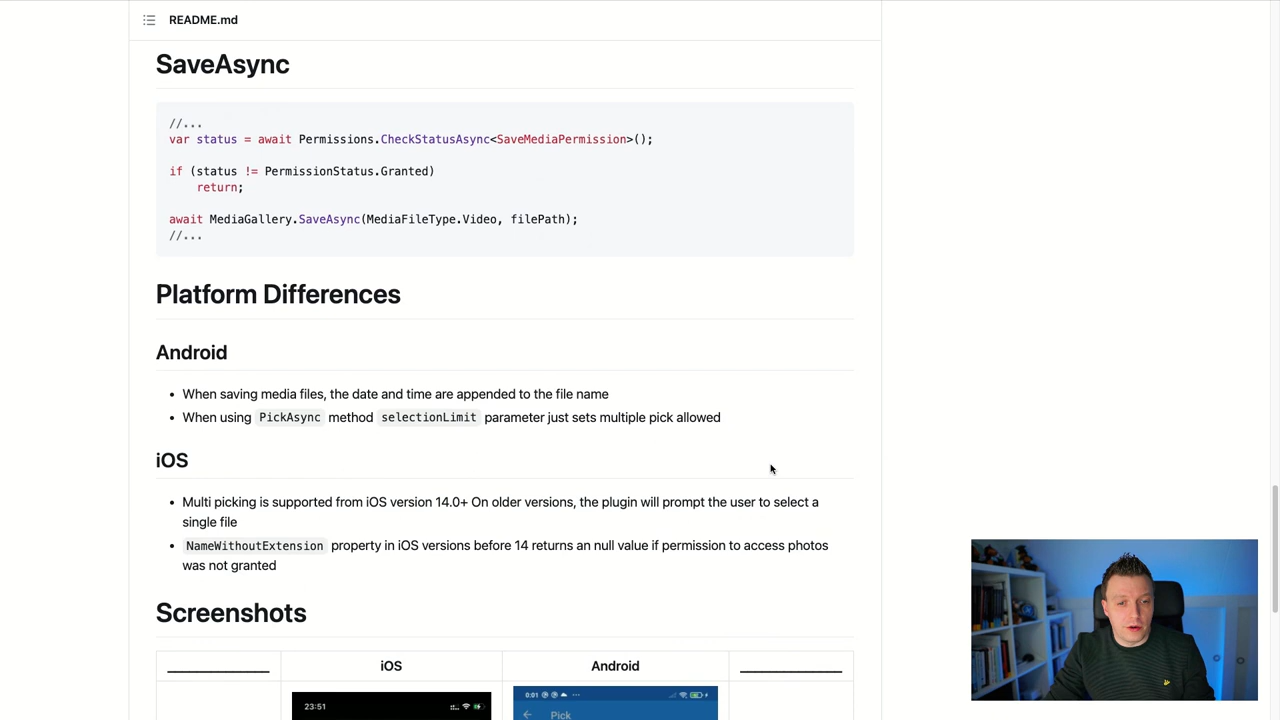 README.md
SaveAsync
//...
var status = await Permissions.CheckStatusAsync<SaveMediaPermission>();
if (status != PermissionStatus.Granted)
return;
await MediaGallery.SaveAsync(MediaFileType.Video, filePath);
//...
Platform Differences
Android
• When saving media files, the date and time are appended to the file name
• When using PickAsync method selectionLimit parameter just sets multiple pick allowed
iOS
• Multi picking is supported from iOS version 14.0+ On older versions, the plugin will prompt the user to select a
single file
• NameWithoutExtension property in iOS versions before 14 returns an null value if permission to access photos
was not granted
Screenshots
______________ iOS Android ______________
23:51 0:01
Pick